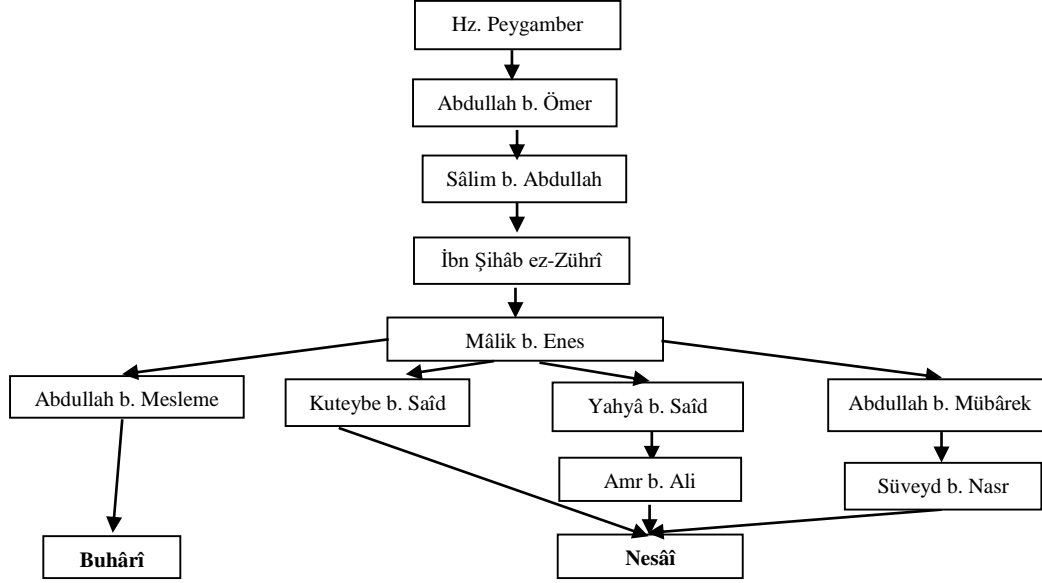 Hz. Peygamber
Abdullah b. Ömer
Sâlim b. Abdullah
İbn Şihâb ez-Zührî
Mâlik b. Enes
Abdullah b. Mesleme
Kuteybe b. Saîd
Yahyâ b. Saîd
Abdullah b. Mübârek
Amr b. Ali
Süveyd b. Nasr
Buhârî
Nesâî